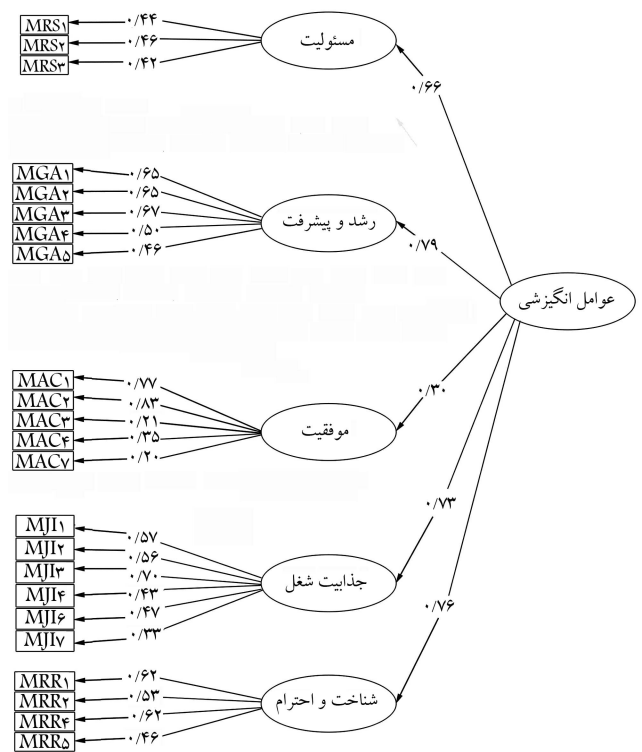 MRS۱ ۰/۴۴
MRS۲ ۰/۴۶
MRS۳ ۰/۴۲
مسئولیت
۰/۶۶
MGA۱ ۰/۶۵
MGA۲ ۰/۶۵
MGA۳ ۰/۶۷
MGA۴ ۰/۵۰
MGA۵ ۰/۴۶
رشد و پیشرفت
۰/۷۹
عوامل انگیزشی
MAC۱ ۰/۷۷
MAC۲ ۰/۸۳
MAC۳ ۰/۲۱
MAC۴ ۰/۳۵
MAC۷ ۰/۲۰
موفقیت
۰/۳۰
MJI۱ ۰/۵۷
MJI۲ ۰/۵۶
MJI۳ ۰/۷۰
MJI۴ ۰/۴۳
MJI۶ ۰/۴۷
MJI۷ ۰/۳۳
جذابیت شغل
۰/۷۳
MRR۱ ۰/۶۲
MRR۲ ۰/۵۳
MRR۴ ۰/۶۲
MRR۵ ۰/۴۶
شناخت و احترام
۰/۷۶